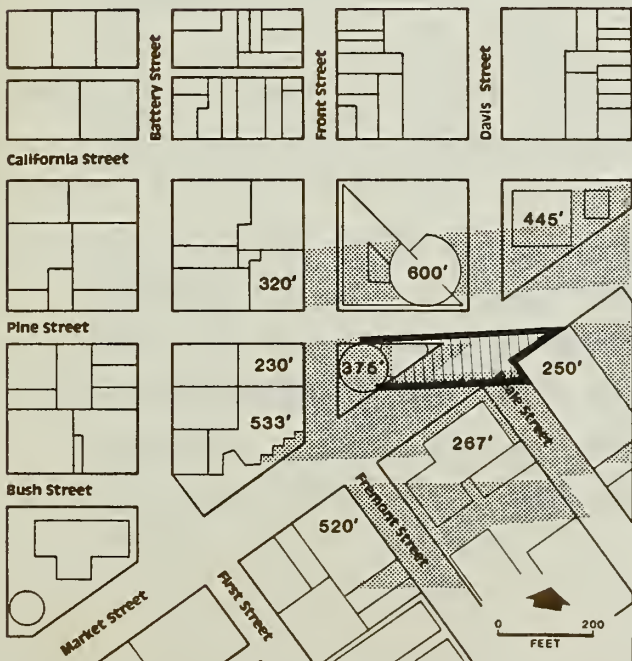 Battery Street
Front Street
Davis Street
California Street
445'
600'
320'
Pine Street
230'
375'
250'
533'
267'
Street
Bush Street
Fremont Street
520'
First Street
Market Street
0 200
FEET